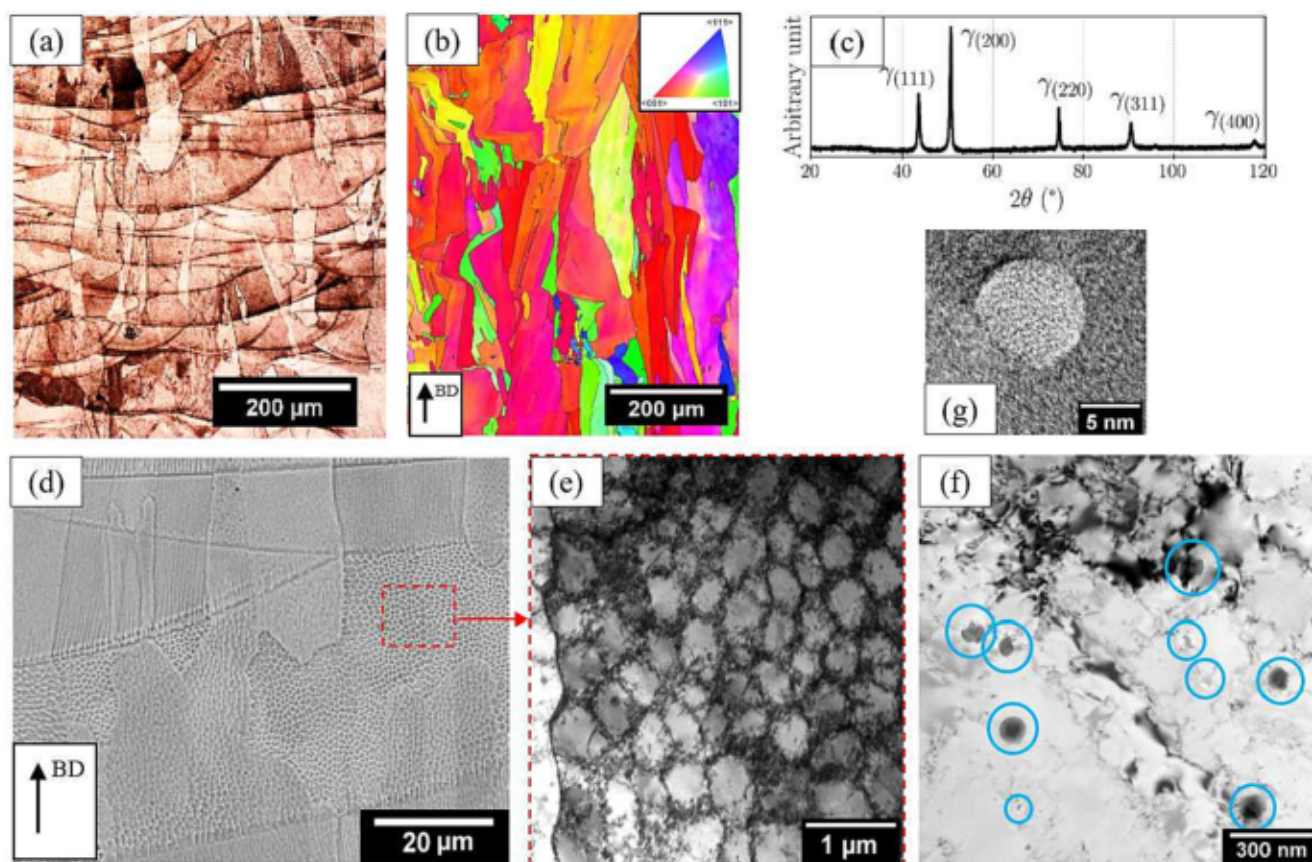 (a)
200 μm
(b)
<111>
<001>
<101>
BD
200 μm
(c)
Arbitrary unit
γ(111)
γ(200)
γ(220)
γ(311)
γ(400)
20
40
60
80
100
120
2θ (°)
(g)
5 nm
(d)
BD
20 μm
(e)
1 μm
(f)
300 nm